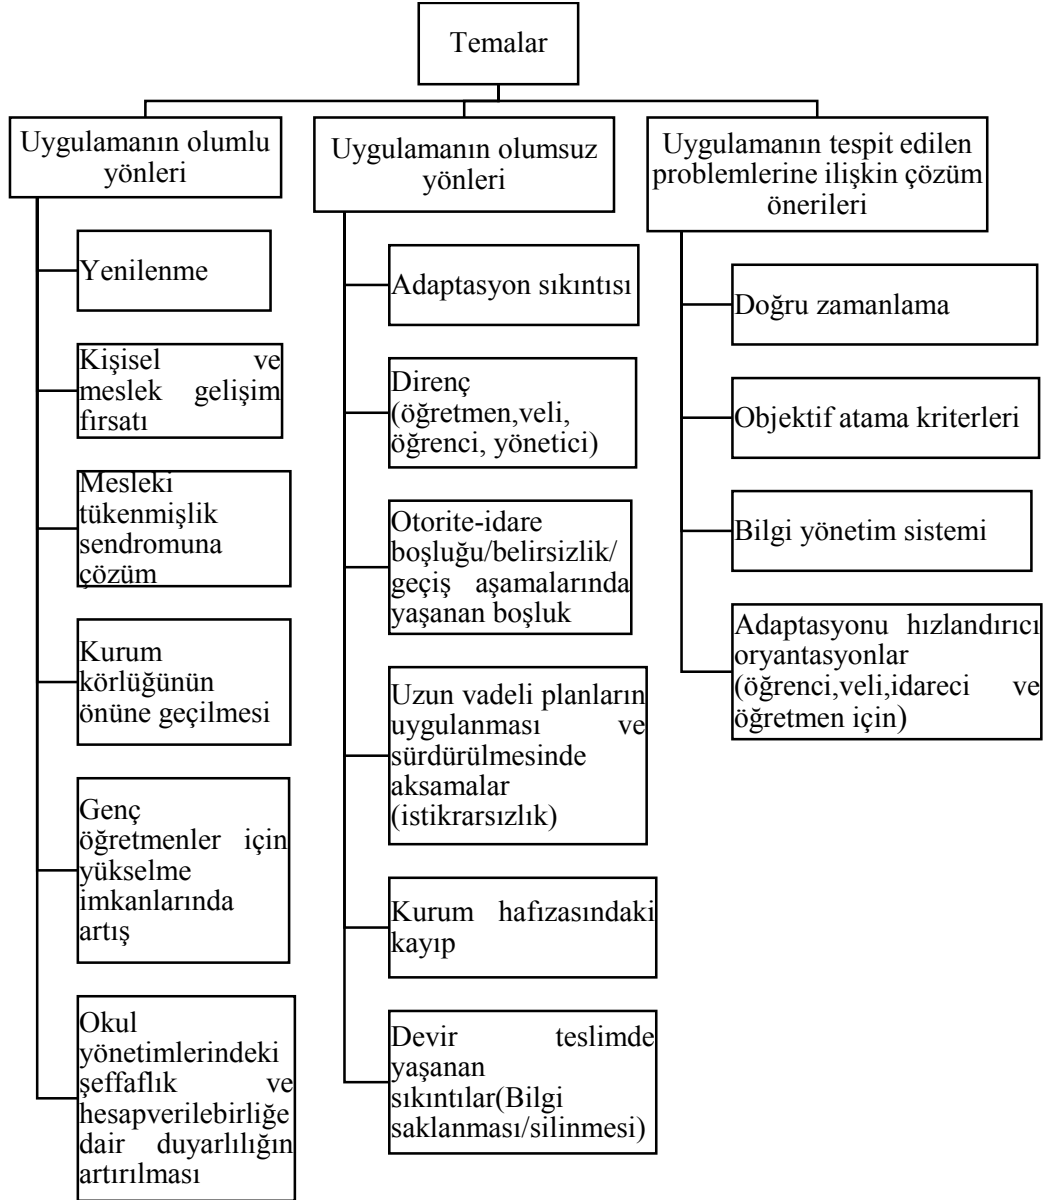 Temalar
Uygulamanın olumlu
yönleri
Yenilenme
Kişisel ve
meslek gelişim
fırsatı
Mesleki
tükenmişlik
sendromuna
çözüm
Kurum
körlüğünün
önüne geçilmesi
Genç
öğretmenler için
yükselme
imkanlarında
artış
Okul
yönetimlerindeki
şeffaflık ve
hesapverilebirliğe
dair duyarlılığın
artırılması
Uygulamanın olumsuz
yönleri
Adaptasyon sıkıntısı
Direnç
(öğretmen,veli,
öğrenci, yönetici)
Otorite-idare
boşluğu/belirsizlik/
geçiş aşamalarında
yaşanan boşluk
Uzun vadeli planların
uygulanması ve
sürdürülmesinde
aksamalar
(istikrarsızlık)
Kurum hafızasındaki
kayıp
Devir teslimde
yaşanan
sıkıntılar(Bilgi
saklanması/silinmesi)
Uygulamanın tespit edilen
problemlerine ilişkin çözüm
önerileri
Doğru zamanlama
Objektif atama kriterleri
Bilgi yönetim sistemi
Adaptasyonu hızlandırıcı
oryantasyonlar
(öğrenci,veli,idareci ve
öğretmen için)